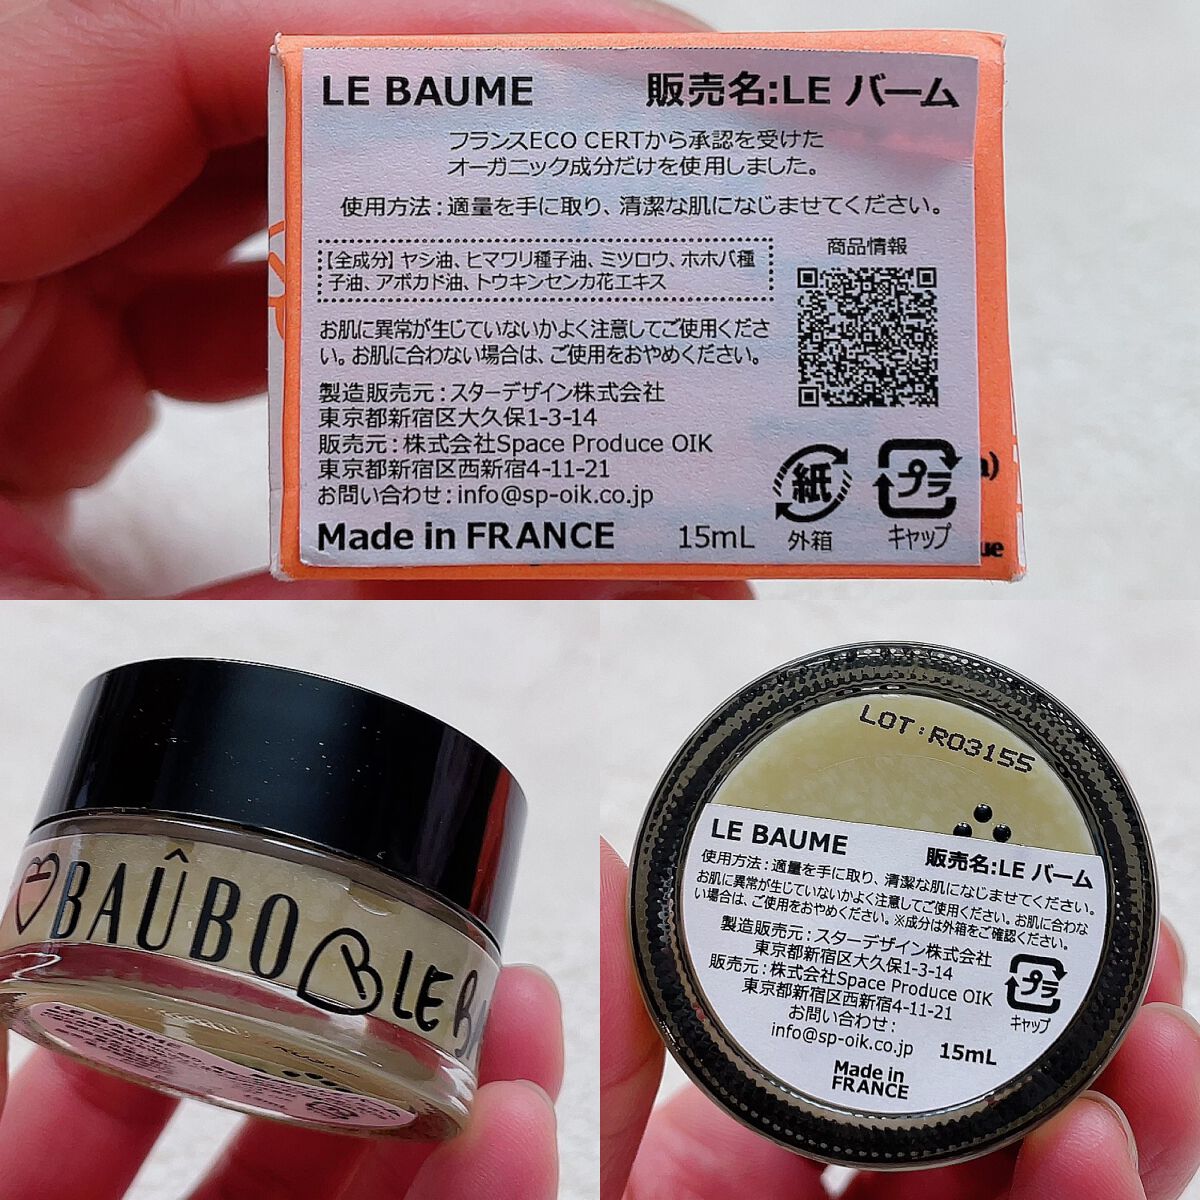 LE BAUME 販売名:LE バーム
フランスECO CERTから承認を受けた
オーガニック成分だけを使用しました。
使用方法:適量を手に取り、清潔な肌になじませてください。
【全成分】ヤシ油、ヒマワリ種子油、ミツロウ、ホホバ種
子油、アボカド油、トウキンセンカ花エキス
商品情報
お肌に異常が生じていないかよく注意してご使用くださ
い。お肌に合わない場合は、ご使用をおやめください。
製造販売元:スターデザイン株式会社
東京都新宿区大久保1-3-14
販売元:株式会社Space Produce OIK
東京都新宿区西新宿4-11-21
お問い合わせ:info@sp-oik.co.jp
Made in FRANCE 15mL
紙
外箱
プラ
キャップ
BAÛBO LE
LOT:R03155
LE BAUME 販売名:LE バーム
使用方法:適量を手に取り、清潔な肌になじませてください。
お肌に異常が生じていないかよく注意してご使用ください。お肌に合わな
い場合は、ご使用をおやめください。※成分は外箱をご確認ください。
製造販売元:スターデザイン株式会社
東京都新宿区大久保1-3-14
販売元:株式会社Space Produce OIK
東京都新宿区西新宿4-11-21
お問い合わせ:
info@sp-oik.co.jp 15mL
プラ
キャップ
Made in
FRANCE